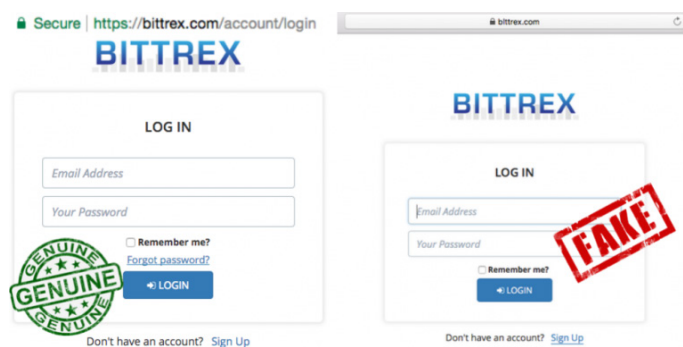 Secure | https://bittrex.com/account/login
BITTREX
LOG IN
Email Address
Your Password
Remember me?
Forgot password?
LOGIN
Don't have an account? Sign Up
GENUINE
GENUINE
GENUINE
blttrex.com
BITTREX
LOG IN
Email Address
Your Password
Remember me?
LOGIN
Don't have an account? Sign Up
FAKE